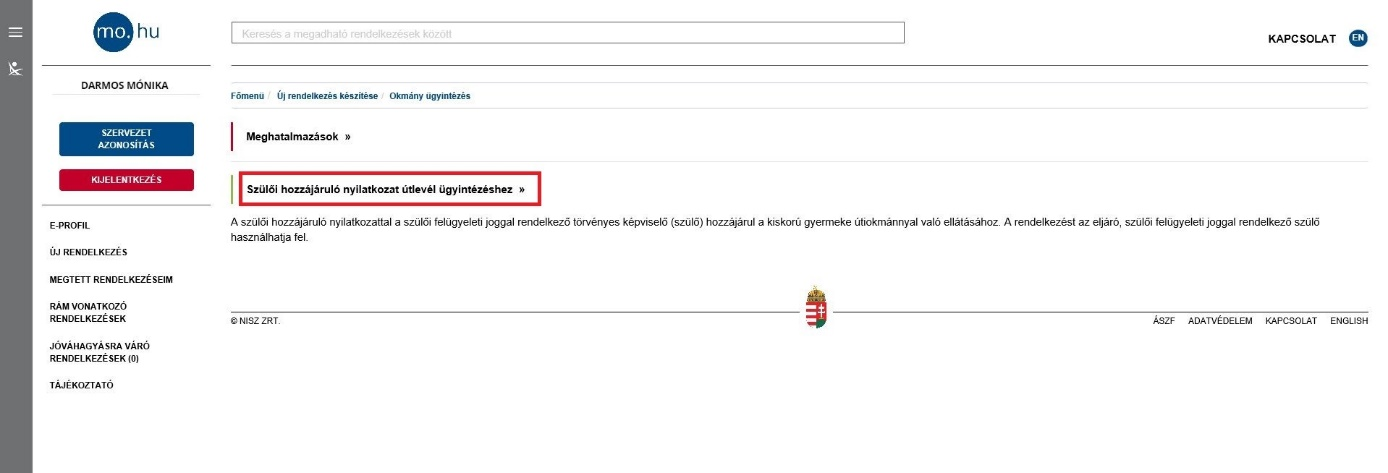 mo.hu
Keresés a megadható rendelkezések között
KAPCSOLAT EN
DARMOS MÓNIKA
Főmenü / Új rendelkezés készítése / Okmány ügyintézés
SZERVEZET
AZONOSÍTÁS
Meghatalmazások »
KIJELENTKEZÉS
Szülői hozzájáruló nyilatkozat útlevél ügyintézéshez »
A szülői hozzájáruló nyilatkozattal a szülői felügyeleti joggal rendelkező törvényes képviselő (szülő) hozzájárul a kiskorú gyermeke útiokmánnyal való ellátásához. A rendelkezést az eljáró, szülői felügyeleti joggal rendelkező szülő
használhatja fel.
E-PROFIL
ÚJ RENDELKEZÉS
MEGTETT RENDELKEZÉSEIM
RÁM VONATKOZÓ
RENDELKEZÉSEK
JÓVÁHAGYÁSRA VÁRÓ
RENDELKEZÉSEK (0)
TÁJÉKOZTATÓ
© NISZ ZRT.
ÁSZF ADATVÉDELEM KAPCSOLAT ENGLISH